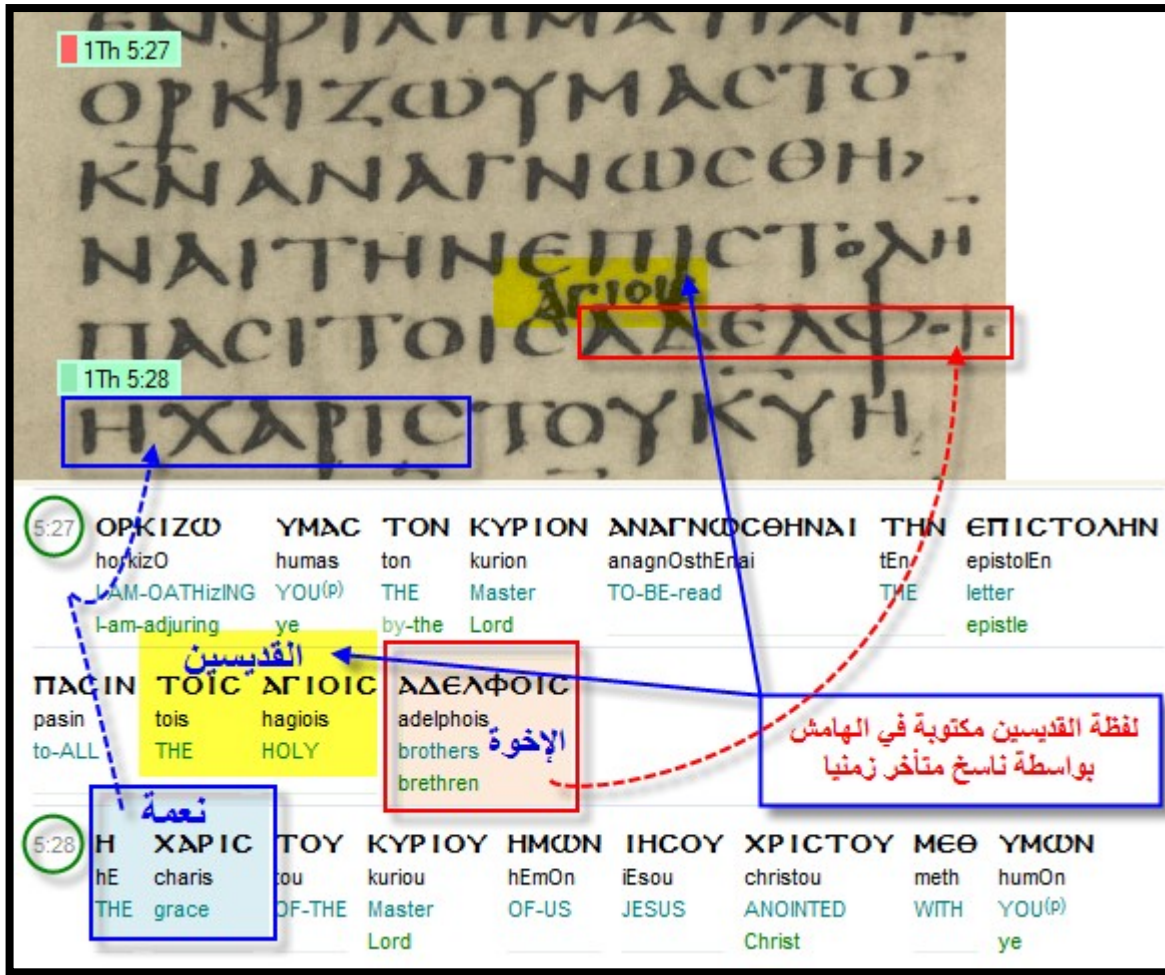 ΕΝΦΙΛΗΜΑΤΙΑΓΙ
1Th 5:27
ΟΡΚΙΖΩΥΜΑϹΤΟ
ΚΝΑΝΑΓΝΩϹΘΗ›
ΝΑΙΤΗΝΕΠΙϹΤΟΛΗ
ΑΓΙΟΙϹ
ΠΑϹΙΤΟΙϹΑΔΕΛΦΟΙϹ
1Th 5:28
ΗΧΑΡΙϹΤΟΥΚΥΗ
5:27 ΟΡΚΙΖΩ ΥΜΑϹ ΤΟΝ ΚΥΡΙΟΝ ΑΝΑΓΝΩϹΘΗΝΑΙ ΤΗΝ ΕΠΙϹΤΟΛΗΝ
horkizO humas ton kurion anagnOsthEnai tEn epistolEn
I-AM-OATHizING YOU(p) THE Master TO-BE-read THE letter
I-am-adjuring ye by-the Lord epistle
القديسين
ΠΑϹΙΝ ΤΟΙϹ ΑΓΙΟΙϹ ΑΔΕΛΦΟΙϹ
pasin tois hagiois adelphois
to-ALL THE HOLY brothers
الإخوة
brethren
لفظة القديسين مكتوبة في الهامش
بواسطة ناسخ متأخر زمنيا
نعمة
5:28 Η ΧΑΡΙϹ ΤΟΥ ΚΥΡΙΟΥ ΗΜΩΝ ΙΗϹΟΥ ΧΡΙϹΤΟΥ ΜΕΘ ΥΜΩΝ
hE charis tou kuriou hEmOn iEsou christou meth humOn
THE grace OF-THE Master OF-US JESUS ANOINTED WITH YOU(p)
Lord Christ ye